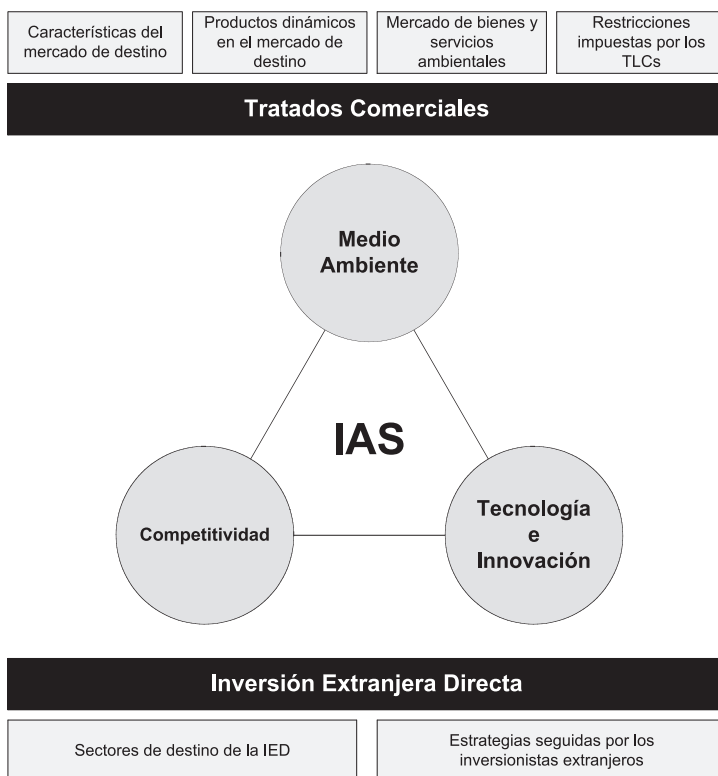 Características del
mercado de destino
Productos dinámicos
en el mercado de
destino
Mercado de bienes y
servicios
ambientales
Restricciones
impuestas por los
TLCs
Tratados Comerciales
Medio
Ambiente
IAS
Competitividad
Tecnología
e
Innovación
Inversión Extranjera Directa
Sectores de destino de la IED
Estrategias seguidas por los
inversionistas extranjeros